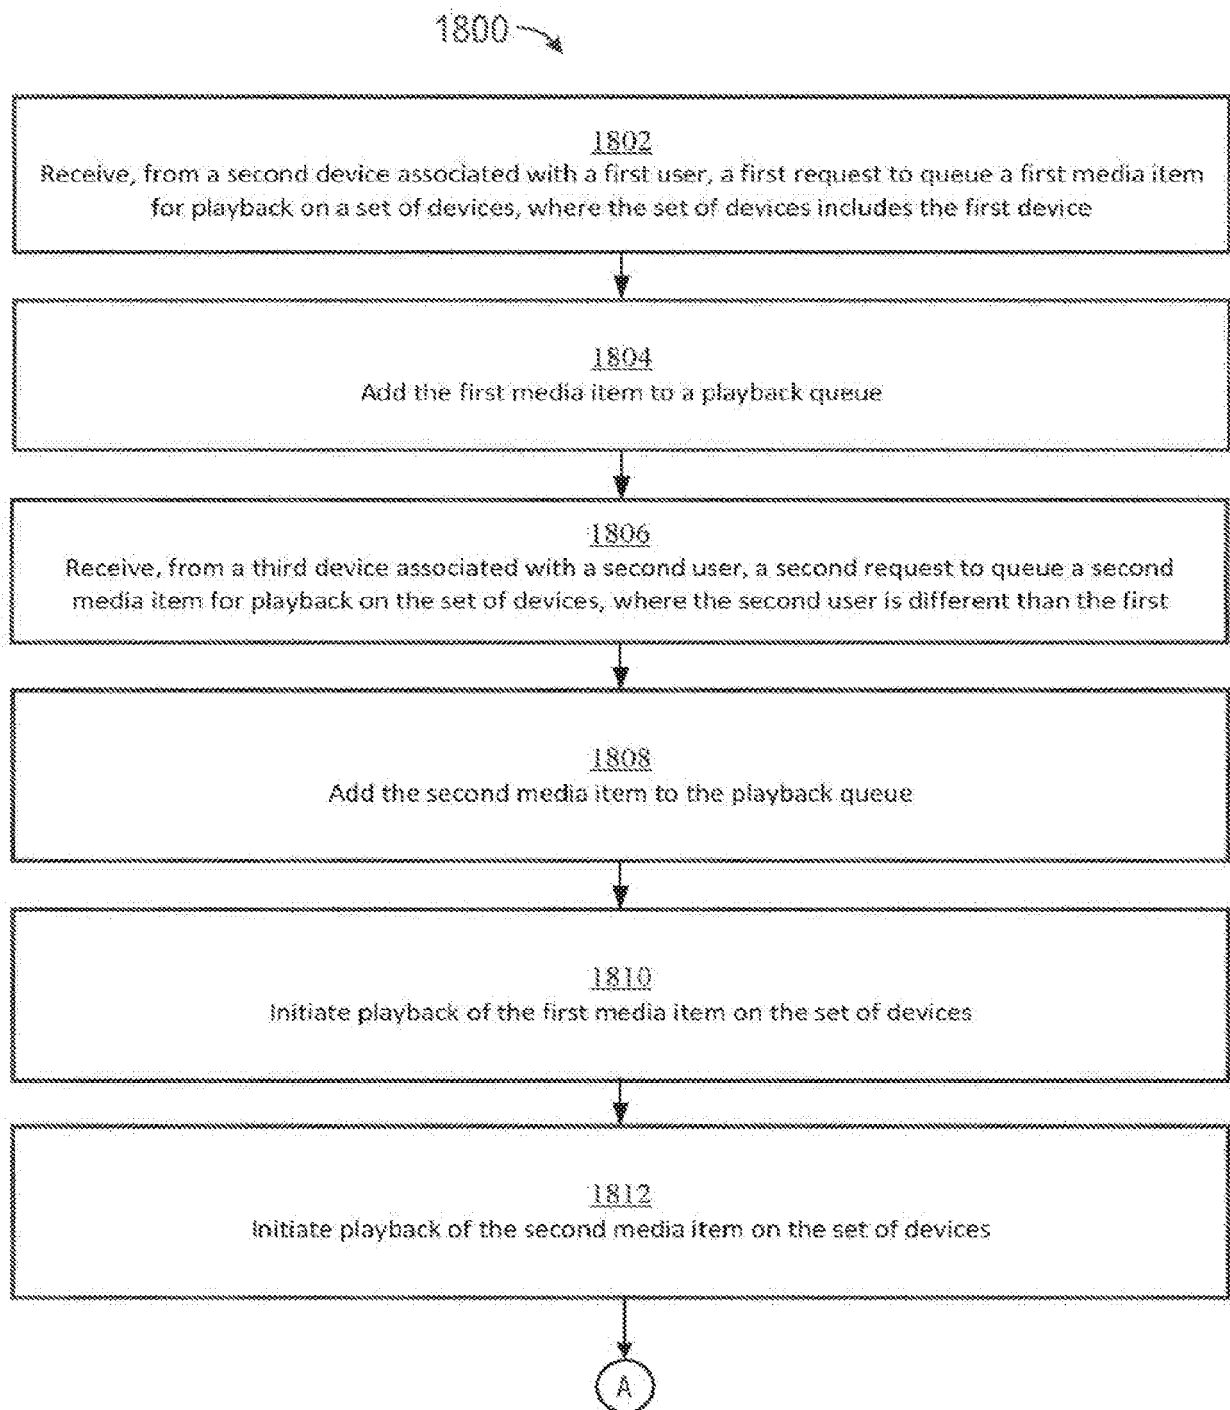 1800
1802
Receive, from a second device associated with a first user, a first request to queue a first media item
for playback on a set of devices, where the set of devices includes the first device
1804
Add the first media item to a playback queue
1806
Receive, from a third device associated with a second user, a second request to queue a second
media item for playback on the set of devices, where the second user is different than the first
1808
Add the second media item to the playback queue
1810
Initiate playback of the first media item on the set of devices
1812
Initiate playback of the second media item on the set of devices
A